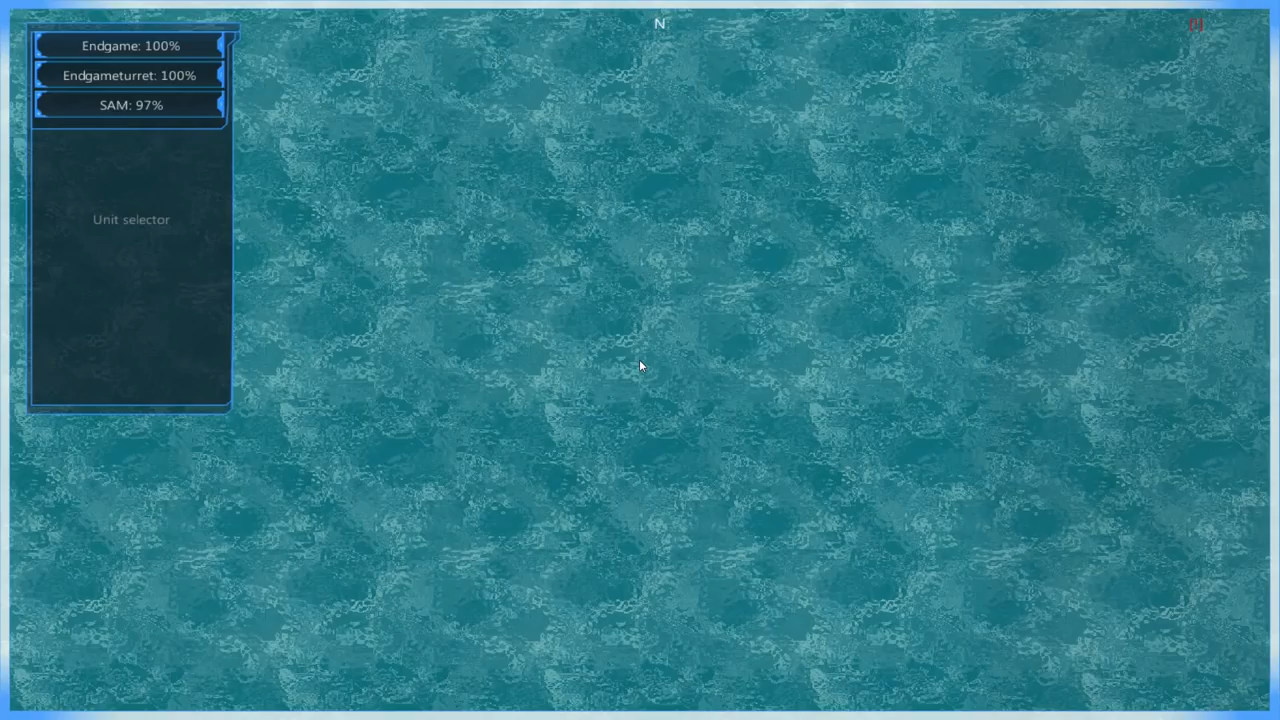 N
[/]
Endgame: 100%
Endgameturret: 100%
SAM: 97%
Unit selector